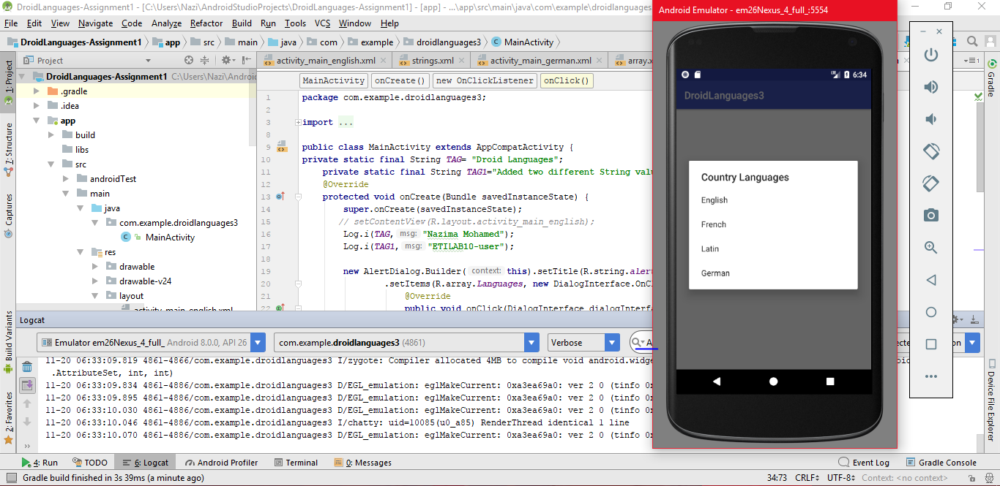 DroidLanguages-Assignment1 - [C:\Users\Nazi\AndroidStudioProjects\DroidLanguages-Assignment1] - [app] - ...\app\src\main\java\com\example\droidlanguages
File Edit View Navigate Code Analyze Refactor Build Run Tools VCS Window Help
DroidLanguages-Assignment1 app src main java com example droidlanguages3 MainActivity
Project
activity_main_english.xml strings.xml activity_main_german.xml array.x
DroidLanguages-Assignment1 C:\Users\Nazi\Android
.gradle
.idea
app
build
libs
src
androidTest
main
java
com.example.droidlanguages3
MainActivity
res
drawable
drawable-v24
layout
activity_main_english.xml
1: Project
7: Structure
Captures
Build Variants
2: Favorites
MainActivity onCreate() new OnClickListener onClick()
1 package com.example.droidlanguages3;
2
3 import ...
8
9 public class MainActivity extends AppCompatActivity {
10 private static final String TAG= "Droid Languages";
11 private static final String TAG1="Added two different String valu
12 @Override
13 protected void onCreate(Bundle savedInstanceState) {
14 super.onCreate(savedInstanceState);
15 // setContentView(R.layout.activity_main_english);
16 Log.i(TAG, msg: "Nazima Mohamed");
17 Log.i(TAG1, msg: "ETILAB10-user");
18
19 new AlertDialog.Builder( context: this).setTitle(R.string.alert
20 .setItems(R.array.Languages, new DialogInterface.OnCl
21 @Override
22 public void onClick(DialogInterface dialogInterfa
Logcat
Emulator em26Nexus_4_full_ Android 8.0.0, API 26 com.example.droidlanguages3 (4861) Verbose A
11-20 06:33:09.819 4861-4866/com.example.droidlanguages3 I/zygote: Compiler allocated 4MB to compile void android.widge
.AttributeSet, int, int)
11-20 06:33:09.834 4861-4886/com.example.droidlanguages3 D/EGL_emulation: eglMakeCurrent: 0xa3ea69a0: ver 2 0 (tinfo 0x
11-20 06:33:09.895 4861-4886/com.example.droidlanguages3 D/EGL_emulation: eglMakeCurrent: 0xa3ea69a0: ver 2 0 (tinfo 0x
11-20 06:33:10.030 4861-4886/com.example.droidlanguages3 D/EGL_emulation: eglMakeCurrent: 0xa3ea69a0: ver 2 0 (tinfo 0x
11-20 06:33:10.046 4861-4886/com.example.droidlanguages3 I/chatty: uid=10085(u0_a85) RenderThread identical 1 line
11-20 06:33:10.070 4861-4886/com.example.droidlanguages3 D/EGL_emulation: eglMakeCurrent: 0xa3ea69a0: ver 2 0 (tinfo 0x
Android Emulator - em26Nexus_4_full_:5554
6:34
DroidLanguages3
Country Languages
English
French
Latin
German
Gradle
Device File Explorer
4: Run TODO 6: Logcat Android Profiler Terminal 0: Messages Event Log Gradle Console
Gradle build finished in 3s 39ms (a minute ago) 34:73 CRLF UTF-8 Context: <no context>